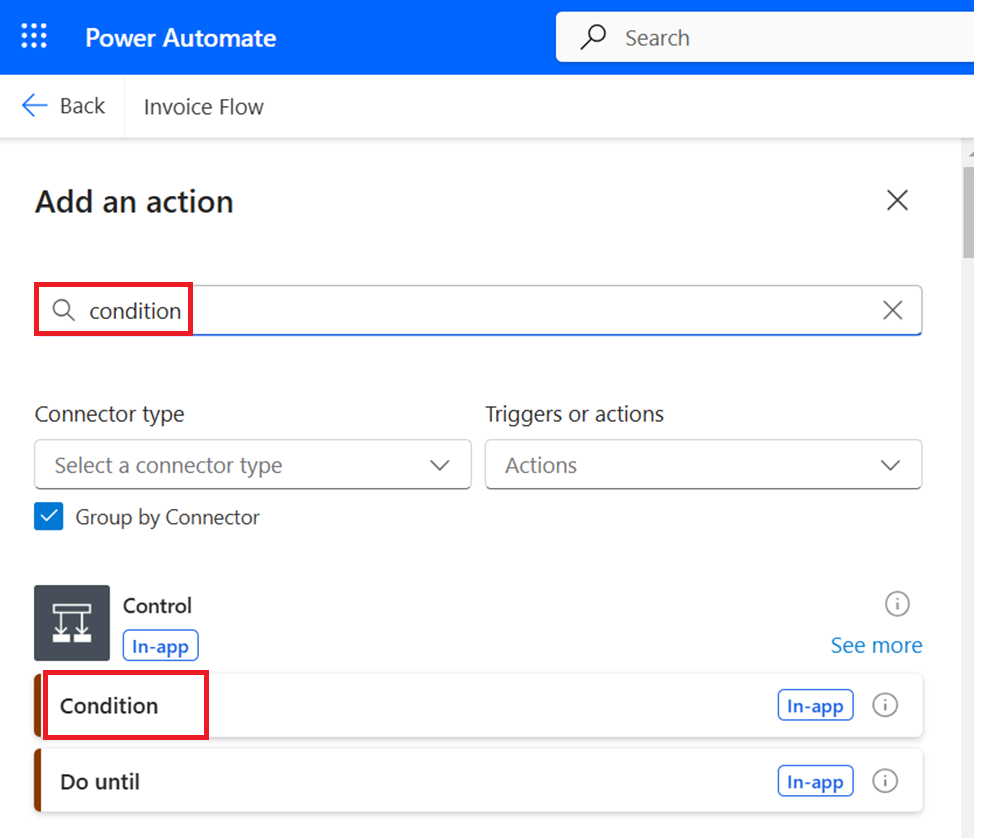 Power Automate
Search
Back
Invoice Flow
Add an action
condition
Connector type
Triggers or actions
Select a connector type
Actions
Group by Connector
Control
In-app
See more
Condition
In-app
Do until
In-app